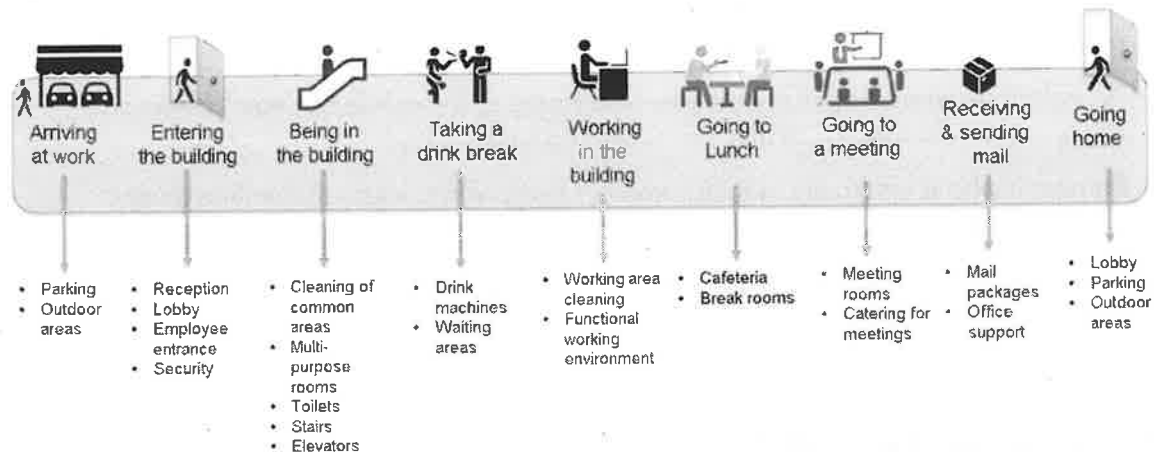 Arriving
at work
Entering
the building
Being in
the building
Taking a
drink break
Working
in the
building
Going to
Lunch
Going to
a meeting
Receiving
& sending
mail
Going
home
• Parking
• Outdoor
areas
• Reception
• Lobby
• Employee
entrance
• Security
• Cleaning of
common
areas
• Multi-
purpose
rooms
• Toilets
• Stairs
• Elevators
• Drink
machines
• Waiting
areas
• Working area
cleaning
• Functional
working
environment
• Cafeteria
• Break rooms
• Meeting
rooms
• Catering for
meetings
• Mail
packages
• Office
support
• Lobby
• Parking
• Outdoor
areas